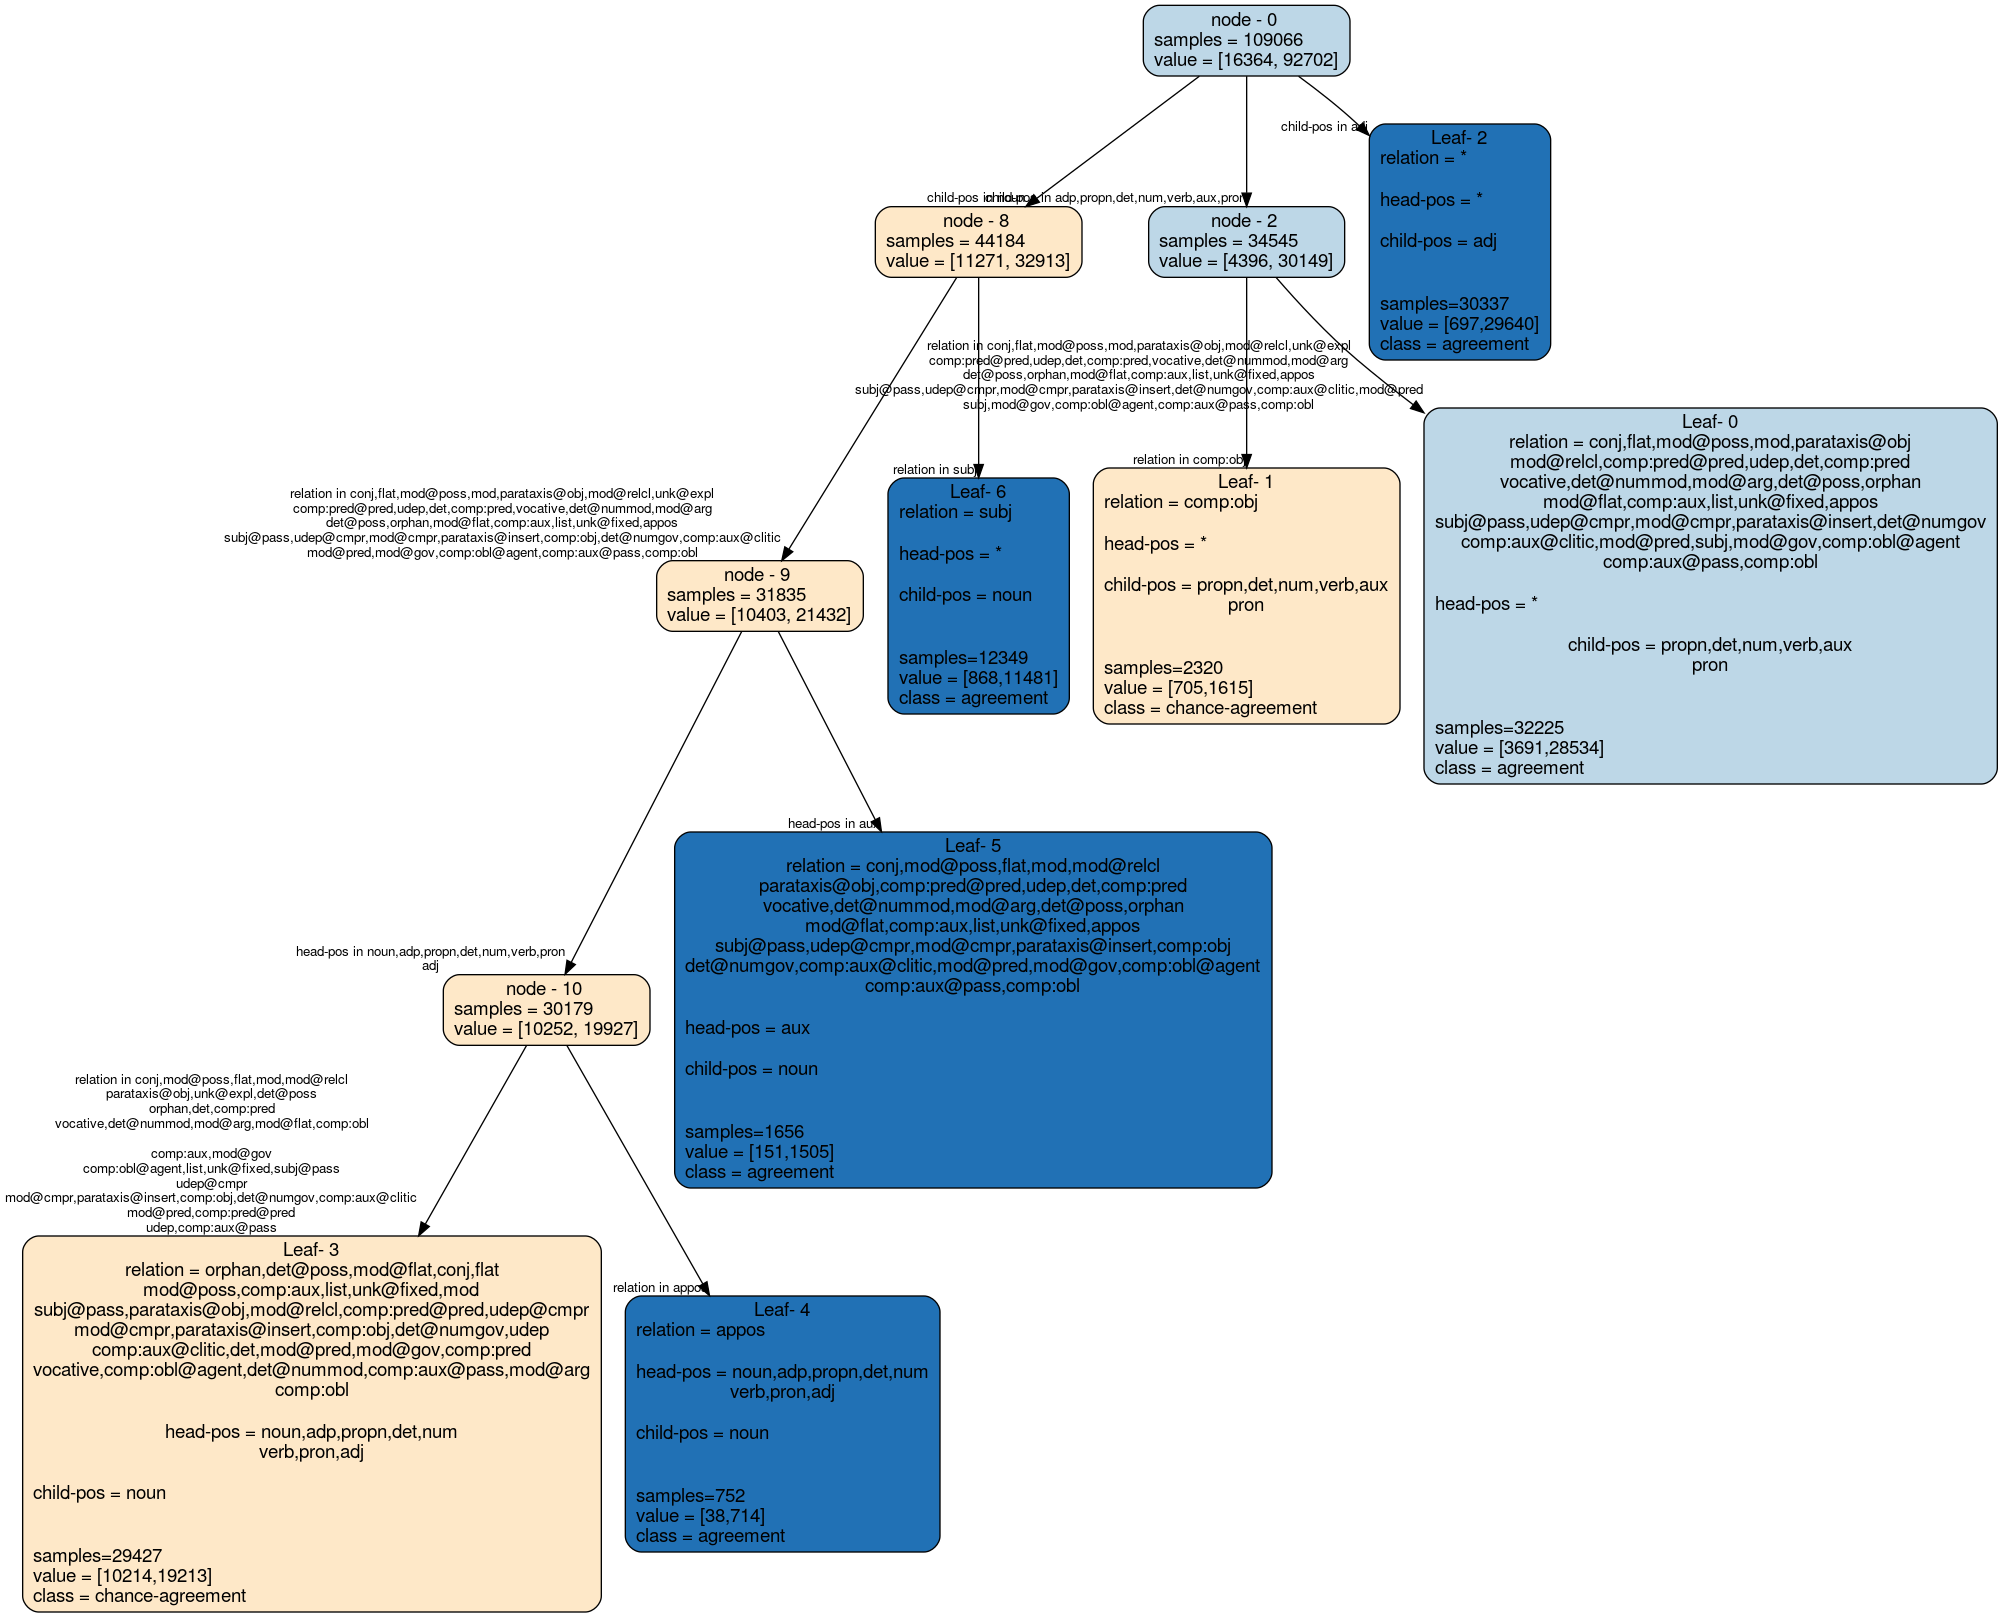 node - 0
samples = 109066
value = [16364, 92702]
child-pos in adj
Leaf- 2
relation = *
head-pos = *
child-pos = adj
samples=30337
value = [697,29640]
class = agreement
child-pos in noun
child-pos in adp,propn,det,num,verb,aux,pron
node - 8
samples = 44184
value = [11271, 32913]
node - 2
samples = 34545
value = [4396, 30149]
relation in conj,flat,mod@poss,mod,parataxis@obj,mod@relcl,unk@expl
comp:pred@pred,udep,det,comp:pred,vocative,det@nummod,mod@arg
det@poss,orphan,mod@flat,comp:aux,list,unk@fixed,appos
subj@pass,udep@cmpr,mod@cmpr,parataxis@insert,det@numgov,comp:aux@clitic,mod@pred
subj,mod@gov,comp:obl@agent,comp:aux@pass,comp:obl
Leaf- 0
relation = conj,flat,mod@poss,mod,parataxis@obj
mod@relcl,comp:pred@pred,udep,det,comp:pred
vocative,det@nummod,mod@arg,det@poss,orphan
mod@flat,comp:aux,list,unk@fixed,appos
subj@pass,udep@cmpr,mod@cmpr,parataxis@insert,det@numgov
comp:aux@clitic,mod@pred,subj,mod@gov,comp:obl@agent
comp:aux@pass,comp:obl
head-pos = *
child-pos = propn,det,num,verb,aux
pron
samples=32225
value = [3691,28534]
class = agreement
relation in comp:obj
Leaf- 1
relation = comp:obj
head-pos = *
child-pos = propn,det,num,verb,aux
pron
samples=2320
value = [705,1615]
class = chance-agreement
relation in subj
Leaf- 6
relation = subj
head-pos = *
child-pos = noun
samples=12349
value = [868,11481]
class = agreement
relation in conj,flat,mod@poss,mod,parataxis@obj,mod@relcl,unk@expl
comp:pred@pred,udep,det,comp:pred,vocative,det@nummod,mod@arg
det@poss,orphan,mod@flat,comp:aux,list,unk@fixed,appos
subj@pass,udep@cmpr,mod@cmpr,parataxis@insert,comp:obj,det@numgov,comp:aux@clitic
mod@pred,mod@gov,comp:obl@agent,comp:aux@pass,comp:obl
node - 9
samples = 31835
value = [10403, 21432]
head-pos in aux
Leaf- 5
relation = conj,mod@poss,flat,mod,mod@relcl
parataxis@obj,comp:pred@pred,udep,det,comp:pred
vocative,det@nummod,mod@arg,det@poss,orphan
mod@flat,comp:aux,list,unk@fixed,appos
subj@pass,udep@cmpr,mod@cmpr,parataxis@insert,comp:obj
det@numgov,comp:aux@clitic,mod@pred,mod@gov,comp:obl@agent
comp:aux@pass,comp:obl
head-pos = aux
child-pos = noun
samples=1656
value = [151,1505]
class = agreement
head-pos in noun,adp,propn,det,num,verb,pron
adj
node - 10
samples = 30179
value = [10252, 19927]
relation in conj,mod@poss,flat,mod,mod@relcl
parataxis@obj,unk@expl,det@poss
orphan,det,comp:pred
vocative,det@nummod,mod@arg,mod@flat,comp:obl
comp:aux,mod@gov
comp:obl@agent,list,unk@fixed,subj@pass
udep@cmpr
mod@cmpr,parataxis@insert,comp:obj,det@numgov,comp:aux@clitic
mod@pred,comp:pred@pred
udep,comp:aux@pass
Leaf- 3
relation = orphan,det@poss,mod@flat,conj,flat
mod@poss,comp:aux,list,unk@fixed,mod
subj@pass,parataxis@obj,mod@relcl,comp:pred@pred,udep@cmpr
mod@cmpr,parataxis@insert,comp:obj,det@numgov,udep
comp:aux@clitic,det,mod@pred,mod@gov,comp:pred
vocative,comp:obl@agent,det@nummod,comp:aux@pass,mod@arg
comp:obl
head-pos = noun,adp,propn,det,num
verb,pron,adj
child-pos = noun
samples=29427
value = [10214,19213]
class = chance-agreement
relation in appos
Leaf- 4
relation = appos
head-pos = noun,adp,propn,det,num
verb,pron,adj
child-pos = noun
samples=752
value = [38,714]
class = agreement